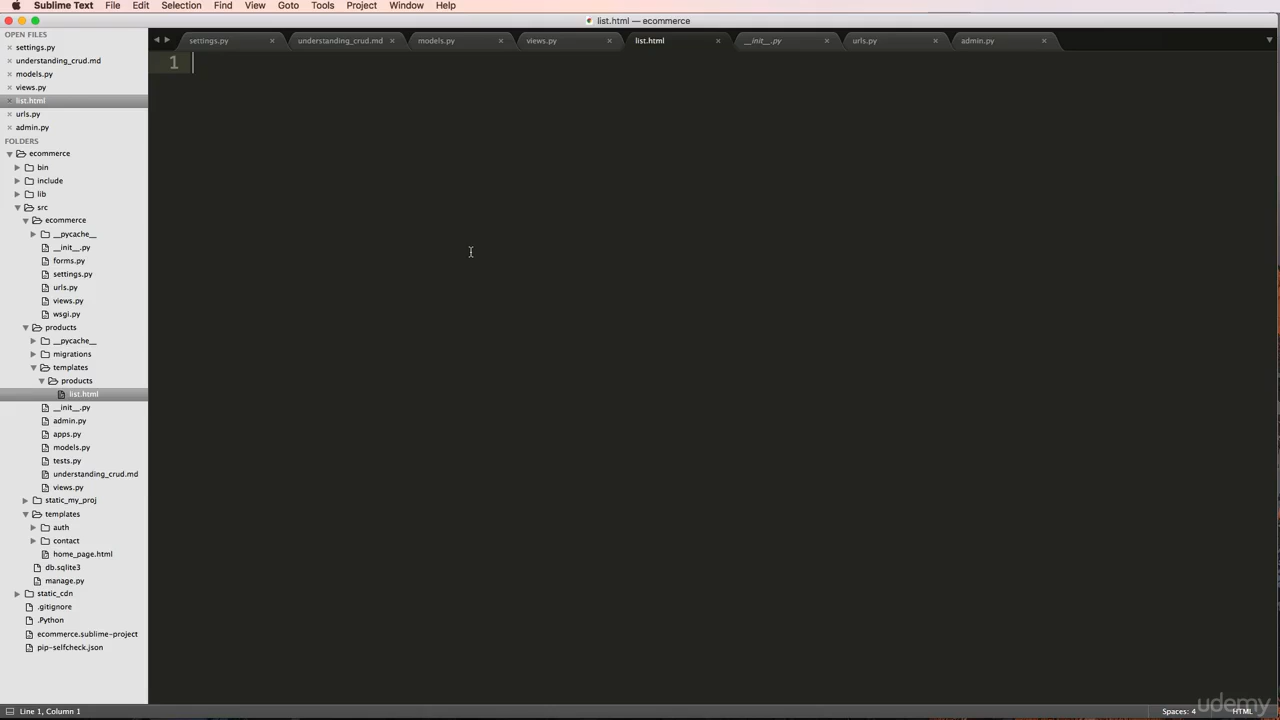 Sublime Text File Edit Selection Find View Goto Tools Project Window Help
list.html — ecommerce
OPEN FILES
settings.py
understanding_crud.md
models.py
views.py
list.html
urls.py
admin.py
FOLDERS
ecommerce
bin
include
lib
src
ecommerce
__pycache__
__init__.py
forms.py
settings.py
urls.py
views.py
wsgi.py
products
__pycache__
migrations
templates
products
list.html
__init__.py
admin.py
apps.py
models.py
tests.py
understanding_crud.md
views.py
static_my_proj
templates
auth
contact
home_page.html
db.sqlite3
manage.py
static_cdn
.gitignore
.Python
ecommerce.sublime-project
pip-selfcheck.json
settings.py understanding_crud.md models.py views.py list.html __init__.py urls.py admin.py
1
Line 1, Column 1
Spaces: 4 HTML
udemy